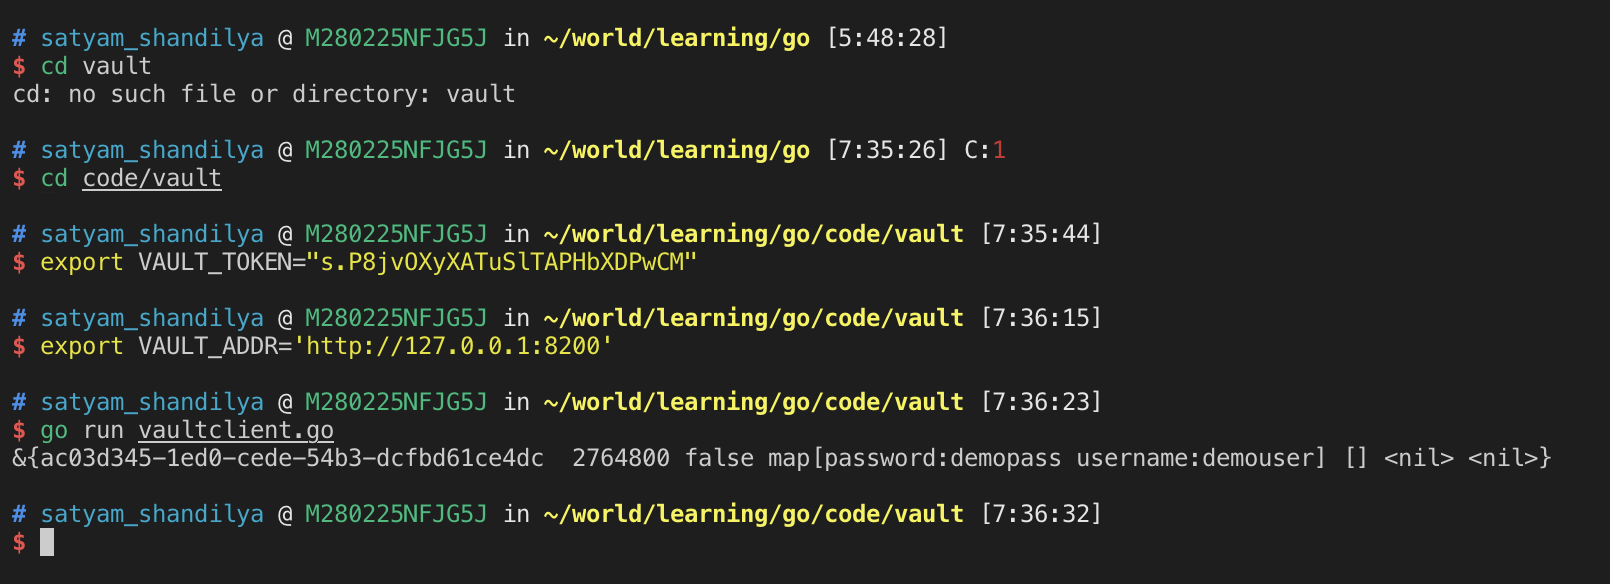 # satyam_shandilya @ M280225NFJG5J in ~/world/learning/go [5:48:28]
$ cd vault
cd: no such file or directory: vault
# satyam_shandilya @ M280225NFJG5J in ~/world/learning/go [7:35:26] C:1
$ cd code/vault
# satyam_shandilya @ M280225NFJG5J in ~/world/learning/go/code/vault [7:35:44]
$ export VAULT_TOKEN="s.P8jvOXyXATuSlTAPHbXDPwCM"
# satyam_shandilya @ M280225NFJG5J in ~/world/learning/go/code/vault [7:36:15]
$ export VAULT_ADDR='http://127.0.0.1:8200'
# satyam_shandilya @ M280225NFJG5J in ~/world/learning/go/code/vault [7:36:23]
$ go run vaultclient.go
&{ac03d345-1ed0-cede-54b3-dcfbd61ce4dc  2764800 false map[password:demopass username:demouser] [] <nil> <nil>}
# satyam_shandilya @ M280225NFJG5J in ~/world/learning/go/code/vault [7:36:32]
$